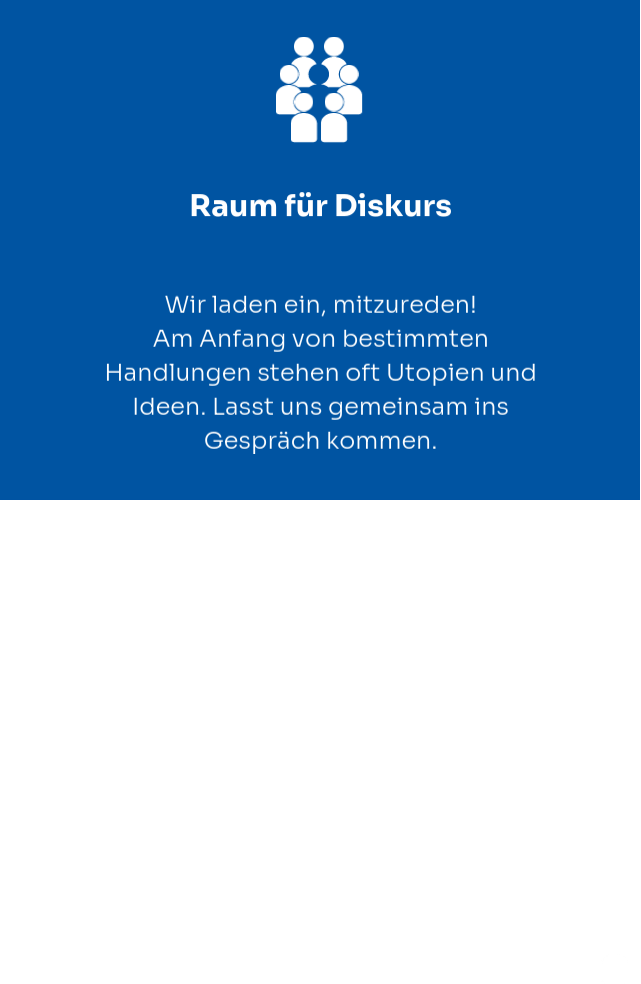 Raum für Diskurs
Wir laden ein, mitzureden!
Am Anfang von bestimmten
Handlungen stehen oft Utopien und
Ideen. Lasst uns gemeinsam ins
Gespräch kommen.